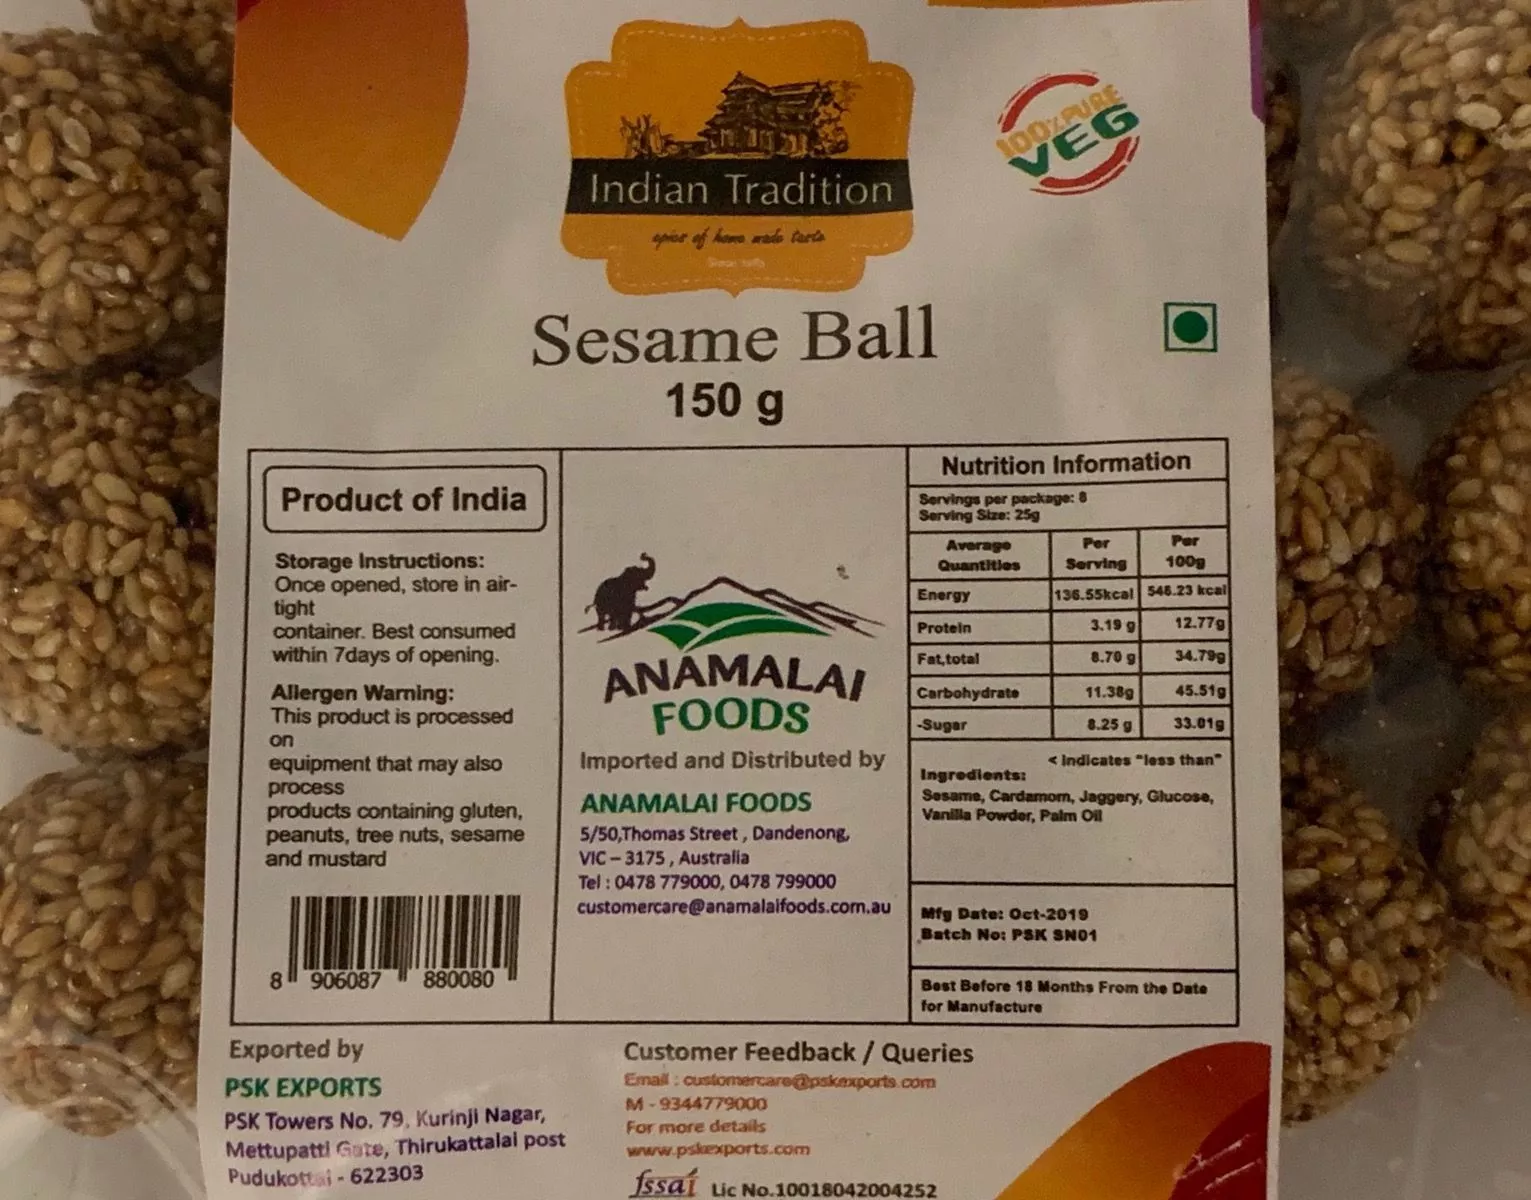 100% PURE
VEG
Indian Tradition
spice of home made taste
Sesame Ball
150 g
Product of India
Storage Instructions:
Once opened, store in air-
tight
container. Best consumed
within 7days of opening.
Allergen Warning:
This product is processed
on
equipment that may also
process
products containing gluten,
peanuts, tree nuts, sesame
and mustard
8 906087 880080
ANAMALAI
FOODS
Imported and Distributed by
ANAMALAI FOODS
5/50,Thomas Street , Dandenong,
VIC – 3175 , Australia
Tel : 0478 779000, 0478 799000
customercare@anamalaifoods.com.au
Nutrition Information
Servings per package: 8
Serving Size: 25g
Average Quantities Per Serving Per 100g
Energy 136.55kcal 546.23 kcal
Protein 3.19 g 12.77g
Fat,total 8.70 g 34.79g
Carbohydrate 11.38g 45.51g
-Sugar 8.25 g 33.01g
< Indicates "less than"
Ingredients:
Sesame, Cardamom, Jaggery, Glucose,
Vanilla Powder, Palm Oil
Mfg Date: Oct-2019
Batch No: PSK SN01
Best Before 18 Months From the Date
for Manufacture
Exported by
PSK EXPORTS
PSK Towers No. 79, Kurinji Nagar,
Mettupatti Gate, Thirukattalai post
Pudukottai - 622303
Customer Feedback / Queries
Email : customercare@pskexports.com
M - 9344779000
For more details
www.pskexports.com
fssai Lic No.10018042004252